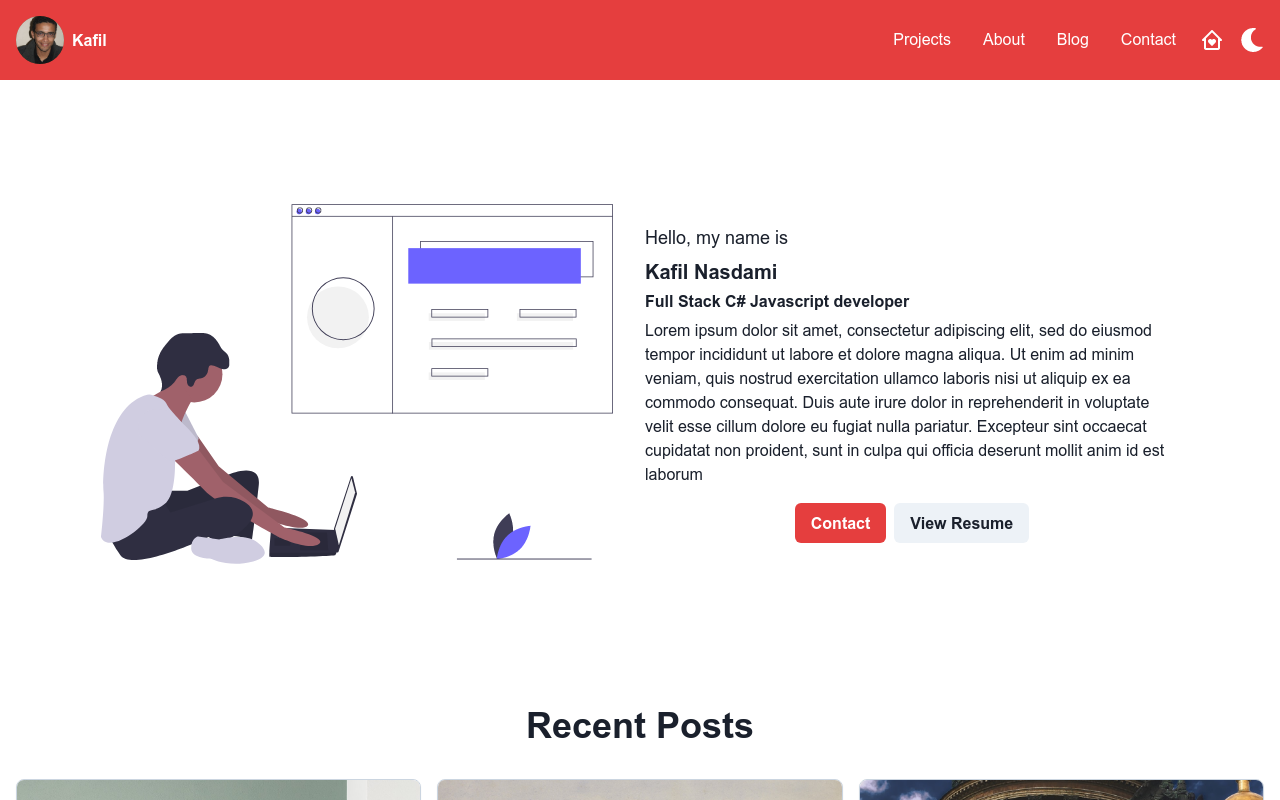 Kafil
Projects
About
Blog
Contact
Hello, my name is
Kafil Nasdami
Full Stack C# Javascript developer
Lorem ipsum dolor sit amet, consectetur adipiscing elit, sed do eiusmod
tempor incididunt ut labore et dolore magna aliqua. Ut enim ad minim
veniam, quis nostrud exercitation ullamco laboris nisi ut aliquip ex ea
commodo consequat. Duis aute irure dolor in reprehenderit in voluptate
velit esse cillum dolore eu fugiat nulla pariatur. Excepteur sint occaecat
cupidatat non proident, sunt in culpa qui officia deserunt mollit anim id est
laborum
Contact
View Resume
Recent Posts